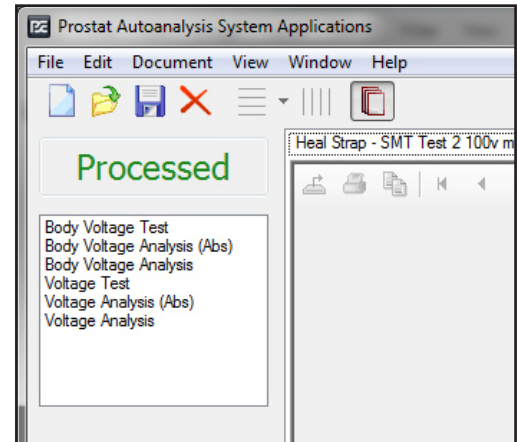 Prostat Autoanalysis System Applications
File Edit Document View Window Help
Processed
Heal Strap - SMT Test 2 100v m
Body Voltage Test
Body Voltage Analysis (Abs)
Body Voltage Analysis
Voltage Test
Voltage Analysis (Abs)
Voltage Analysis